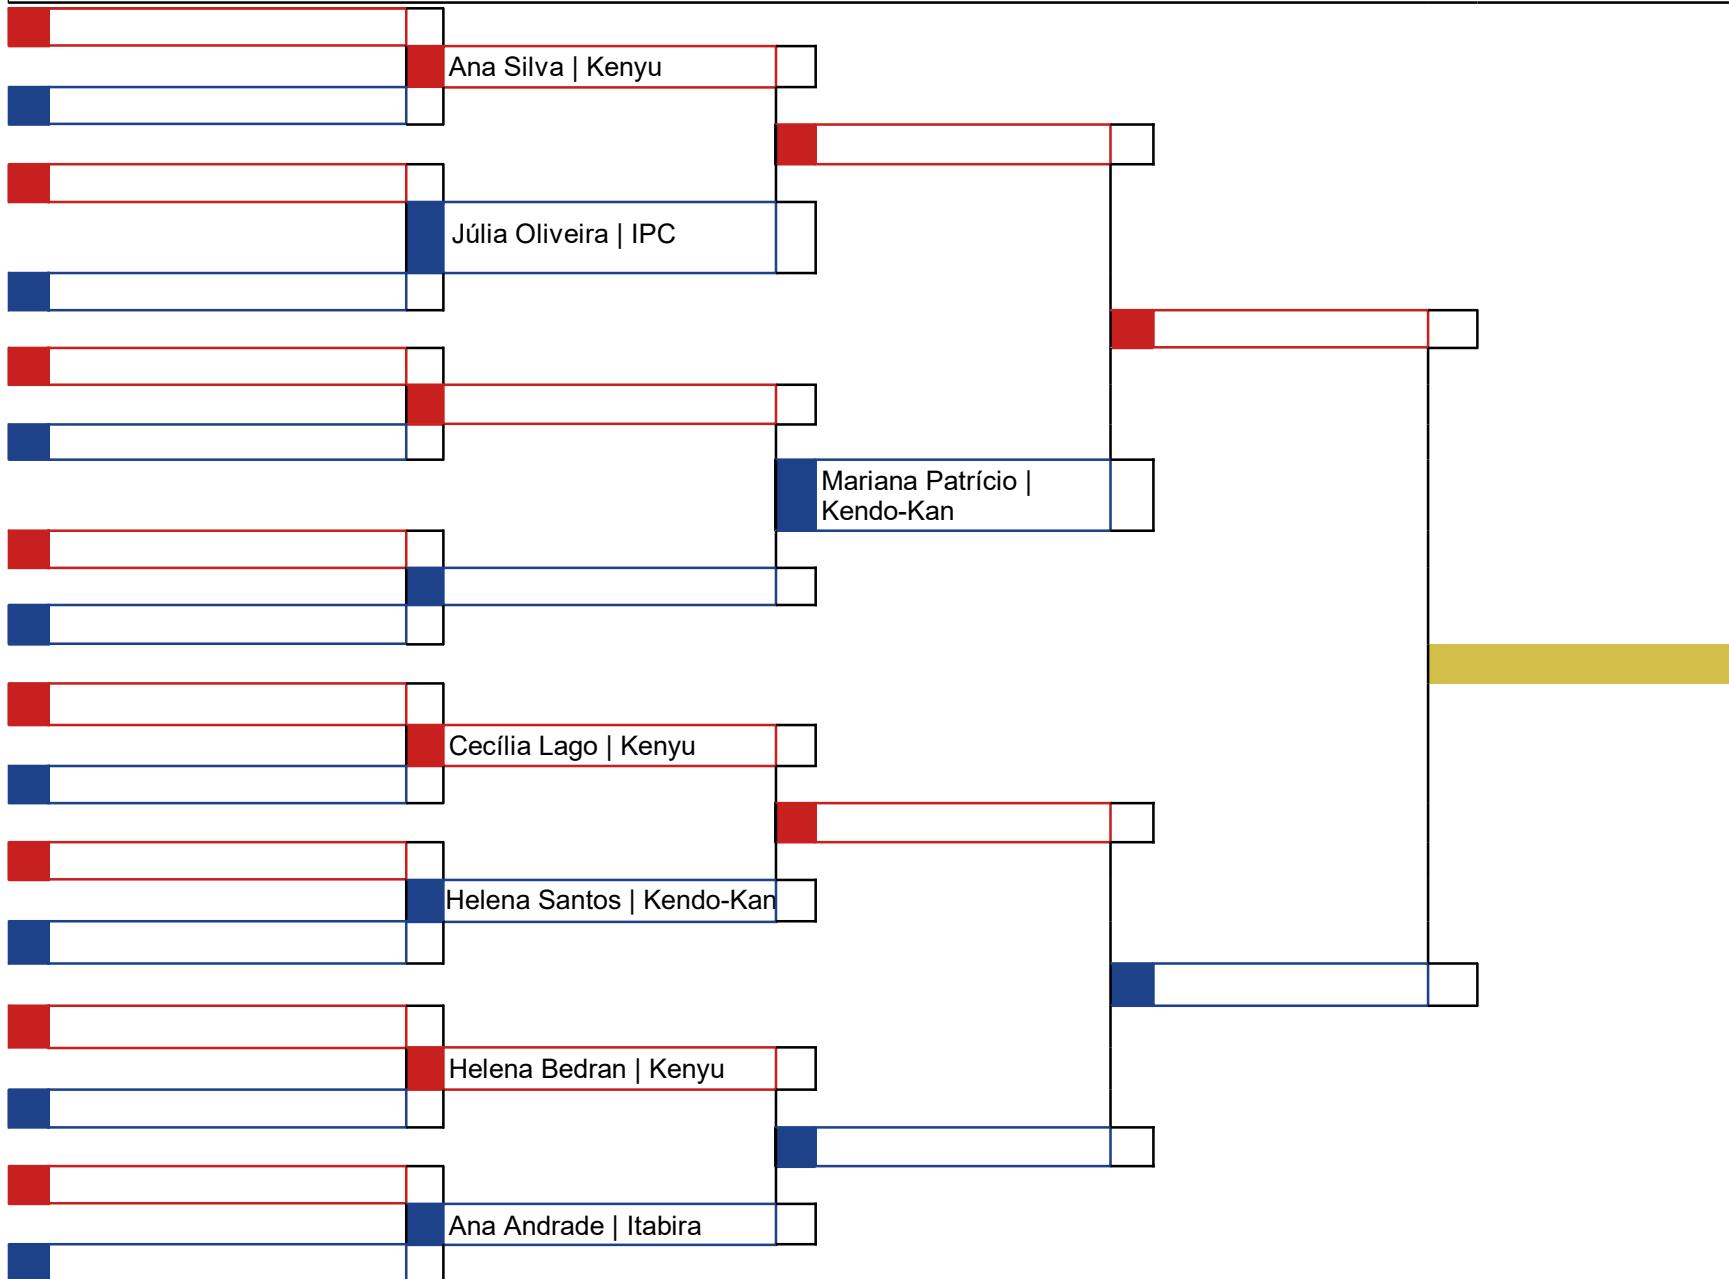 Ana Silva | Kenyu
Júlia Oliveira | IPC
Mariana Patrício |
Kendo-Kan
Cecília Lago | Kenyu
Helena Santos | Kendo-Kan
Helena Bedran | Kenyu
Ana Andrade | Itabira